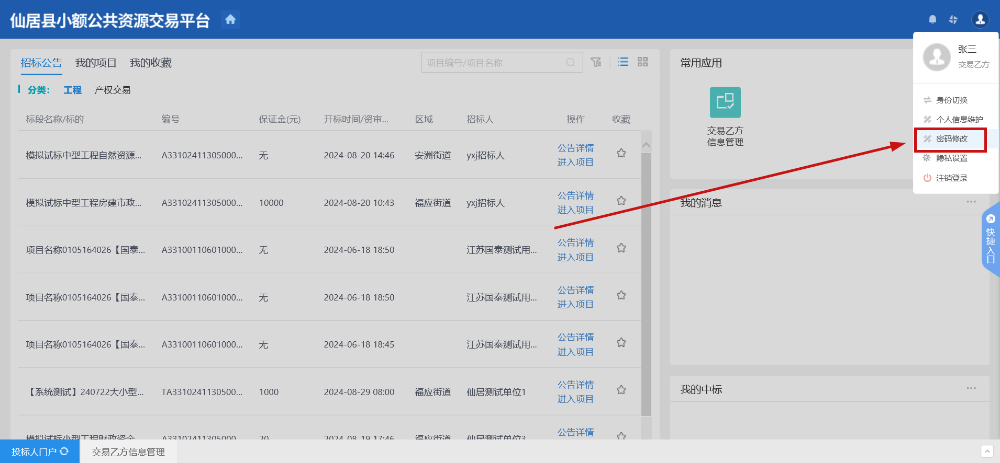 仙居县小额公共资源交易平台
张三
交易乙方
身份切换
个人信息维护
密码修改
隐私设置
注销登录
招标公告 我的项目 我的收藏
项目编号/项目名称
分类： 工程 产权交易
标段名称/标的 编号 保证金(元) 开标时间/资审... 区域 招标人 操作 收藏
模拟试标中型工程自然资源... A33102411305000... 无 2024-08-20 14:46 安洲街道 yxj招标人 公告详情
进入项目
模拟试标中型工程房建市政... A33102411305000... 10000 2024-08-20 10:43 福应街道 yxj招标人 公告详情
进入项目
项目名称0105164026【国泰... A33100110601000... 无 2024-06-18 18:50 江苏国泰测试用... 公告详情
进入项目
项目名称0105164026【国泰... A33100110601000... 无 2024-06-18 18:50 江苏国泰测试用... 公告详情
进入项目
项目名称0105164026【国泰... A33100110601000... 无 2024-06-18 18:45 江苏国泰测试用... 公告详情
进入项目
【系统测试】240722大小型... TA3310241130500... 1000 2024-08-29 08:00 福应街道 仙居测试单位1 公告详情
进入项目
模拟试标小型工程财政资金... A33102411305000... 20 2024-08-19 17:46 福应街道 仙居测试单位3 公告详情
常用应用
交易乙方
信息管理
我的消息
我的中标
快捷入口
投标人门户 交易乙方信息管理